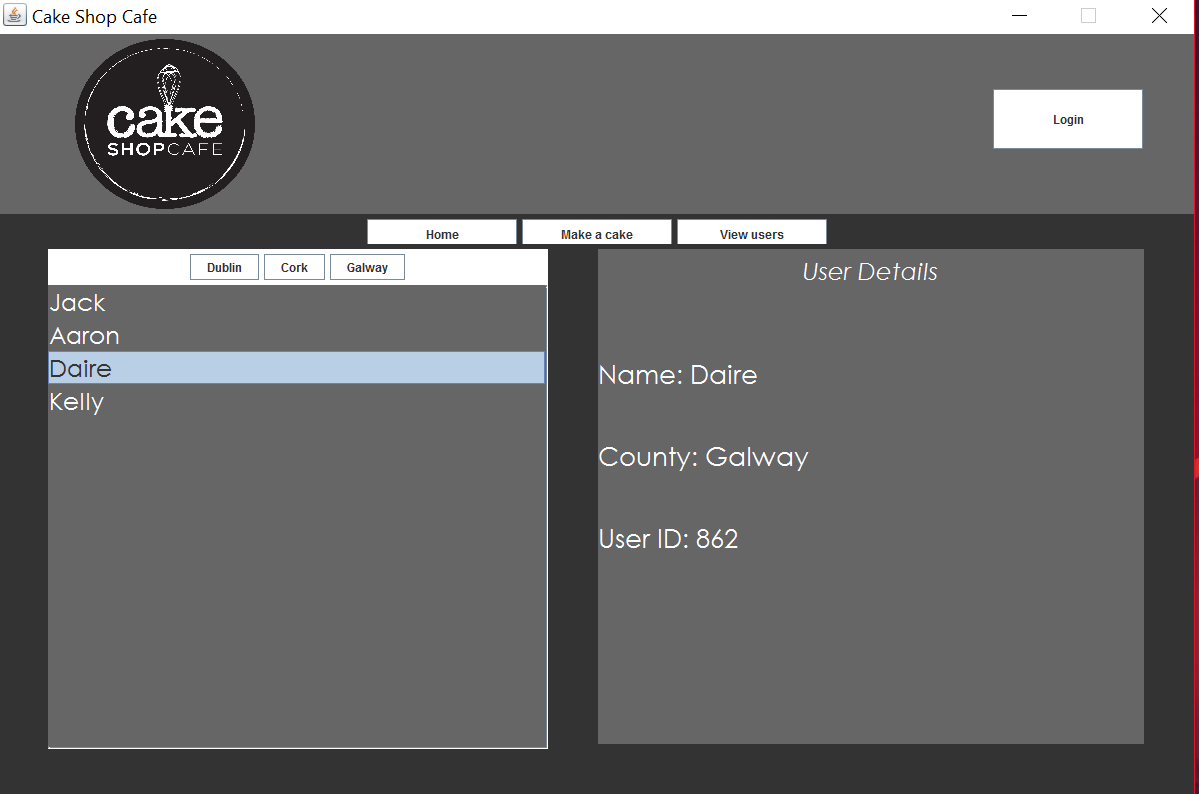 Cake Shop Cafe
cake
SHOPCAFE
Login
Home Make a cake View users
Dublin Cork Galway
Jack
Aaron
Daire
Kelly
User Details
Name: Daire
County: Galway
User ID: 862